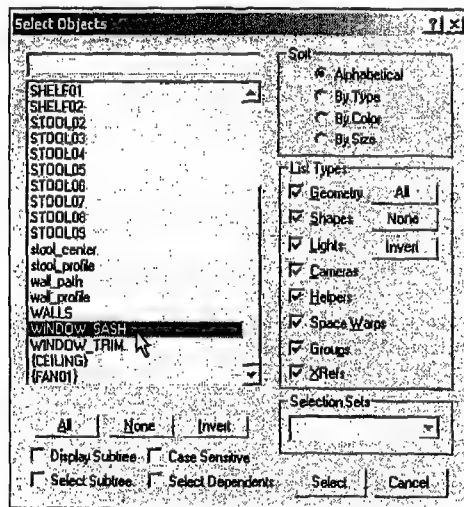 Select Objects
SHELF01
SHELF02
STOOL02
STOOL03
STOOL04
STOOL05
STOOL06
STOOL07
STOOL08
STOOL09
stool_center
stool_profile
wall_path
wall_profile
WALLS
WINDOW_SASH
WINDOW_TRIM
{CEILING}
{FAN01}
All None Invert
Display Subtree Case Sensitive
Select Subtree Select Dependents
Sort
Alphabetical
By Type
By Color
By Size
List Types:
Geometry All
Shapes None
Lights Invert
Cameras
Helpers
Space Warps
Groups
XRefs
Selection Sets
Select Cancel